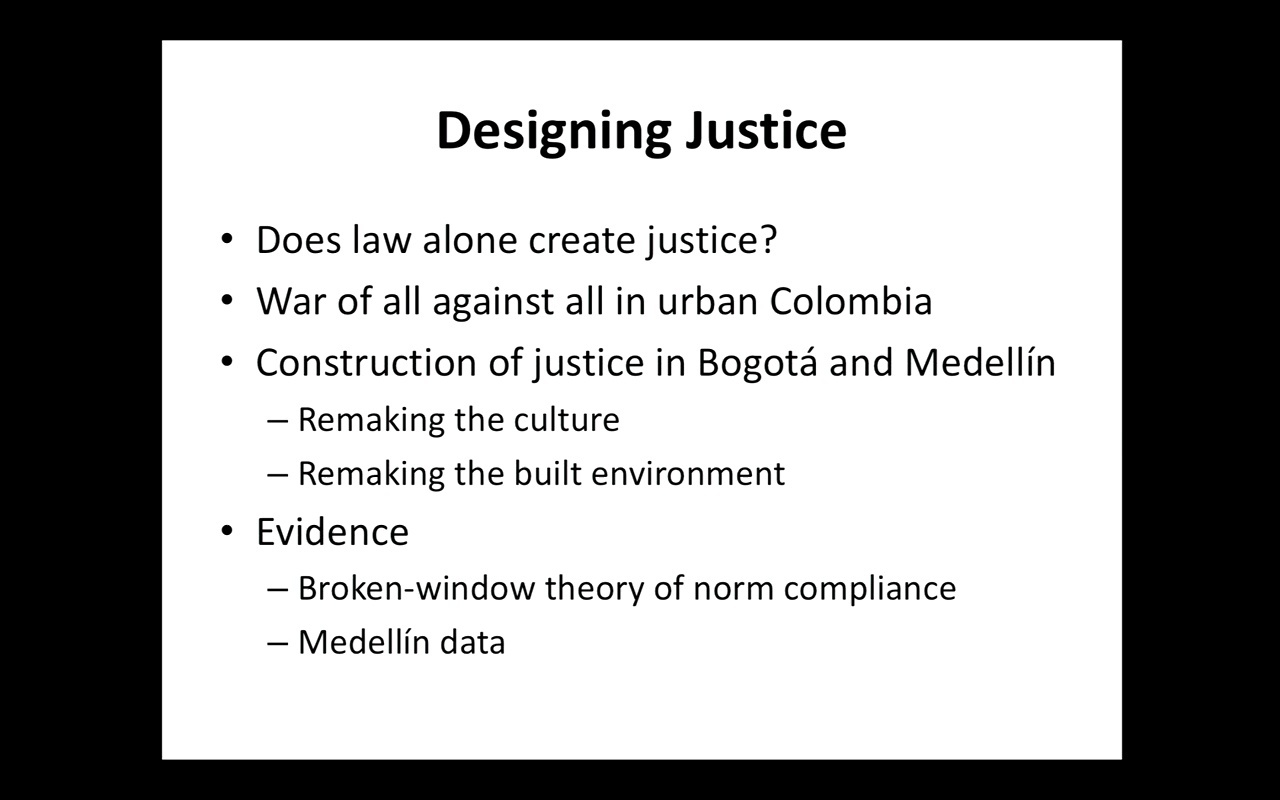 Designing Justice
• Does law alone create justice?
• War of all against all in urban Colombia
• Construction of justice in Bogotá and Medellín
– Remaking the culture
– Remaking the built environment
• Evidence
– Broken-window theory of norm compliance
– Medellín data